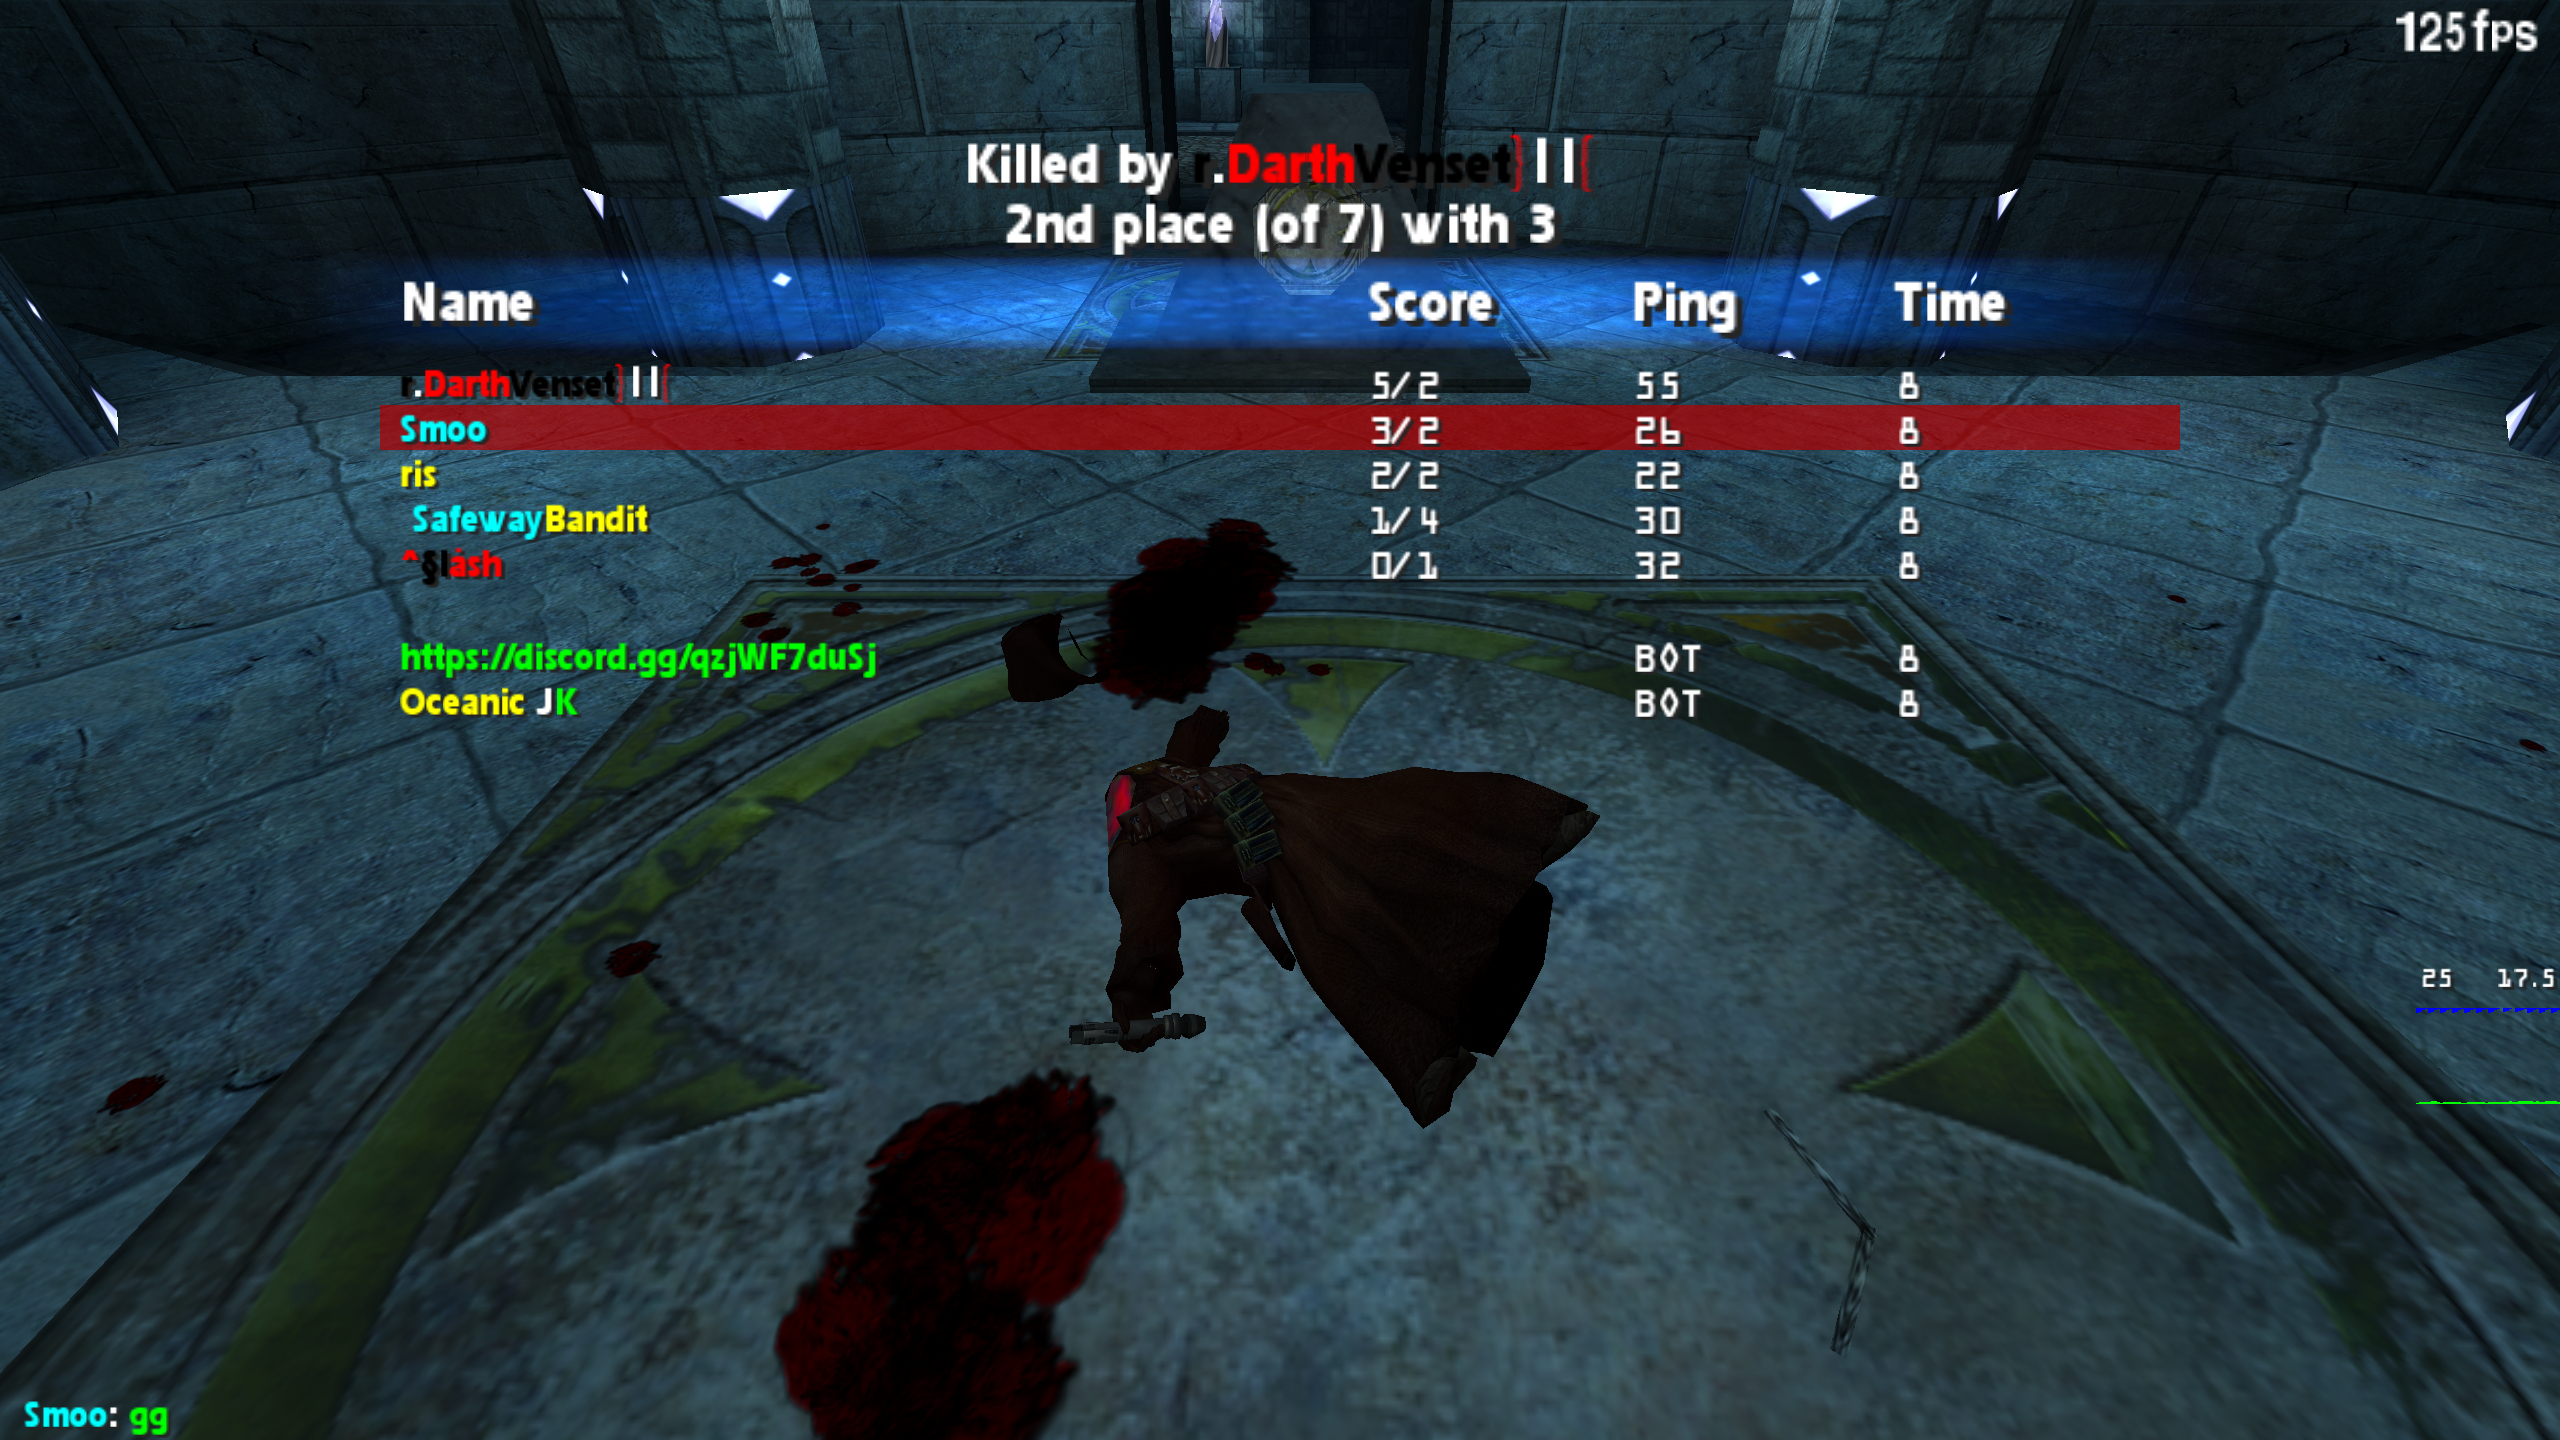 125fps
Killed by r.DarthVenset}||{
2nd place (of 7) with 3
Name Score Ping Time
r.DarthVenset}||{ 5/2 55 8
Smoo 3/2 26 8
ris 2/2 22 8
SafewayBandit 1/4 30 8
^§lásh 0/1 32 8
https://discord.gg/qzjWF7duSj BOT 8
Oceanic JK BOT 8
25 17.5
Smoo: gg